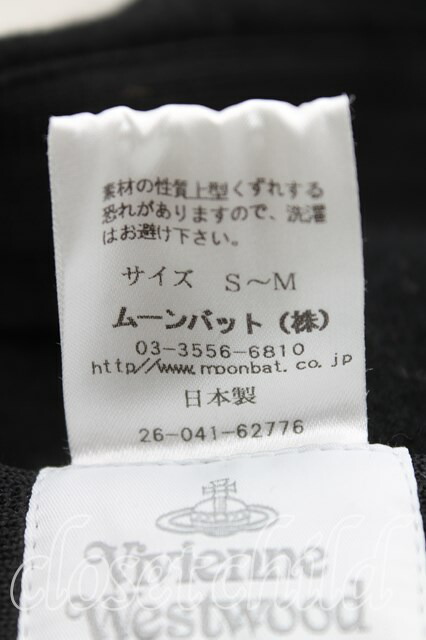 素材の性質上型くずれする
恐れがありますので、洗濯
はお避け下さい。
サイズ S～M
ムーンバット（株）
03-3556-6810
http://www.moonbat.co.jp
日本製
26-041-62776
Vivienne
Westwood
closet child